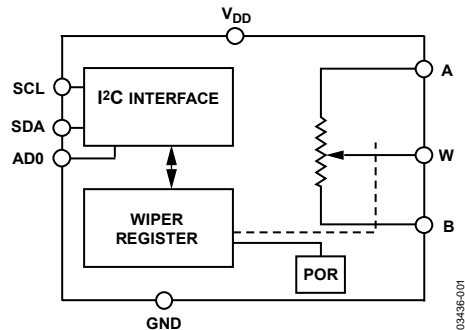 VDD
SCL
SDA
AD0
I2C INTERFACE
WIPER
REGISTER
POR
A
W
B
GND
03436-001